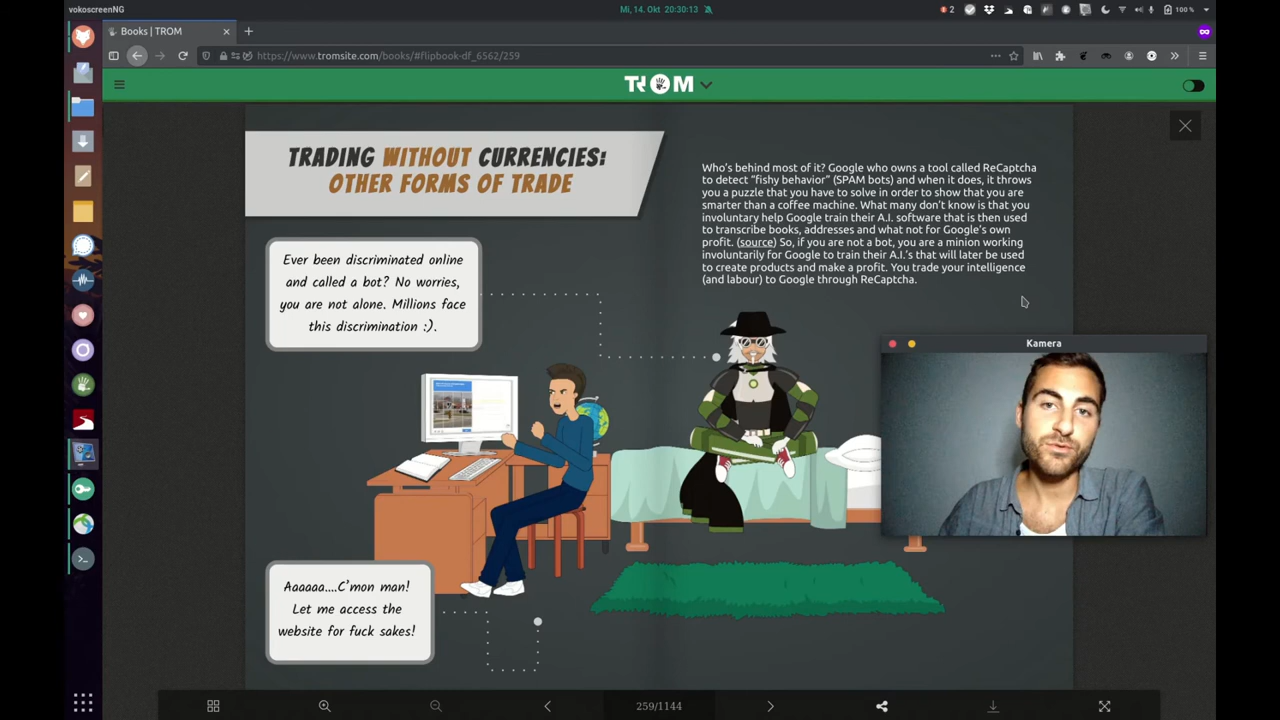 vokoscreenNG
Mi, 14. Okt 20:30:13
2
100 %
Books | TROM
https://www.tromsite.com/books/#flipbook-df_6562/259
TROM
TRADING WITHOUT CURRENCIES:
OTHER FORMS OF TRADE
Ever been discriminated online
and called a bot? No worries,
you are not alone. Millions face
this discrimination :).
Who's behind most of it? Google who owns a tool called ReCaptcha
to detect “fishy behavior” (SPAM bots) and when it does, it throws
you a puzzle that you have to solve in order to show that you are
smarter than a coffee machine. What many don't know is that you
involuntary help Google train their A.I. software that is then used
to transcribe books, addresses and what not for Google's own
profit. (source) So, if you are not a bot, you are a minion working
involuntarily for Google to train their A.I.'s that will later be used
to create products and make a profit. You trade your intelligence
(and labour) to Google through ReCaptcha.
Kamera
Aaaaaa....C'mon man!
Let me access the
website for fuck sakes!
259/1144